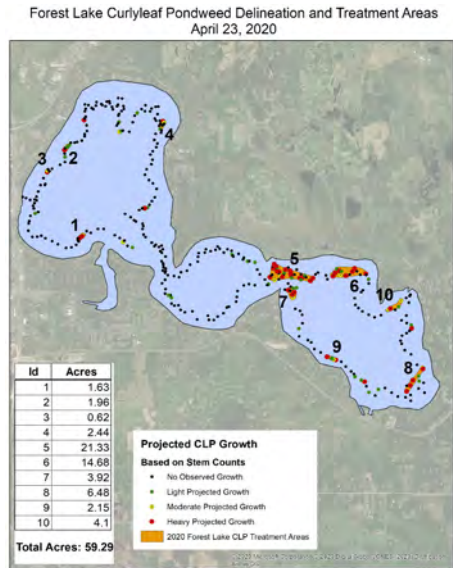 Forest Lake Curlyleaf Pondweed Delineation and Treatment Areas
April 23, 2020
4
3
2
1
5
6
7
10
9
8
Id Acres
1 1.63
2 1.96
3 0.62
4 2.44
5 21.33
6 14.68
7 3.92
8 6.48
9 2.15
10 4.1
Total Acres: 59.29
Projected CLP Growth
Based on Stem Counts
No Observed Growth
Light Projected Growth
Moderate Projected Growth
Heavy Projected Growth
2020 Forest Lake CLP Treatment Areas